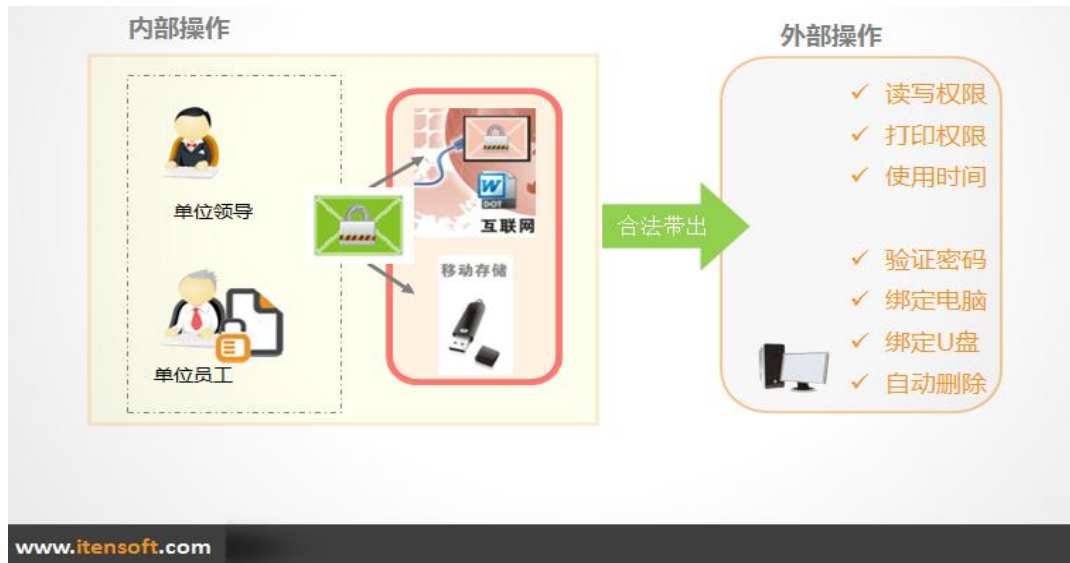 内部操作
外部操作
单位领导
单位员工
W
DOT
互联网
移动存储
合法带出
✓ 读写权限
✓ 打印权限
✓ 使用时间
✓ 验证密码
✓ 绑定电脑
✓ 绑定U盘
✓ 自动删除
www.itensoft.com